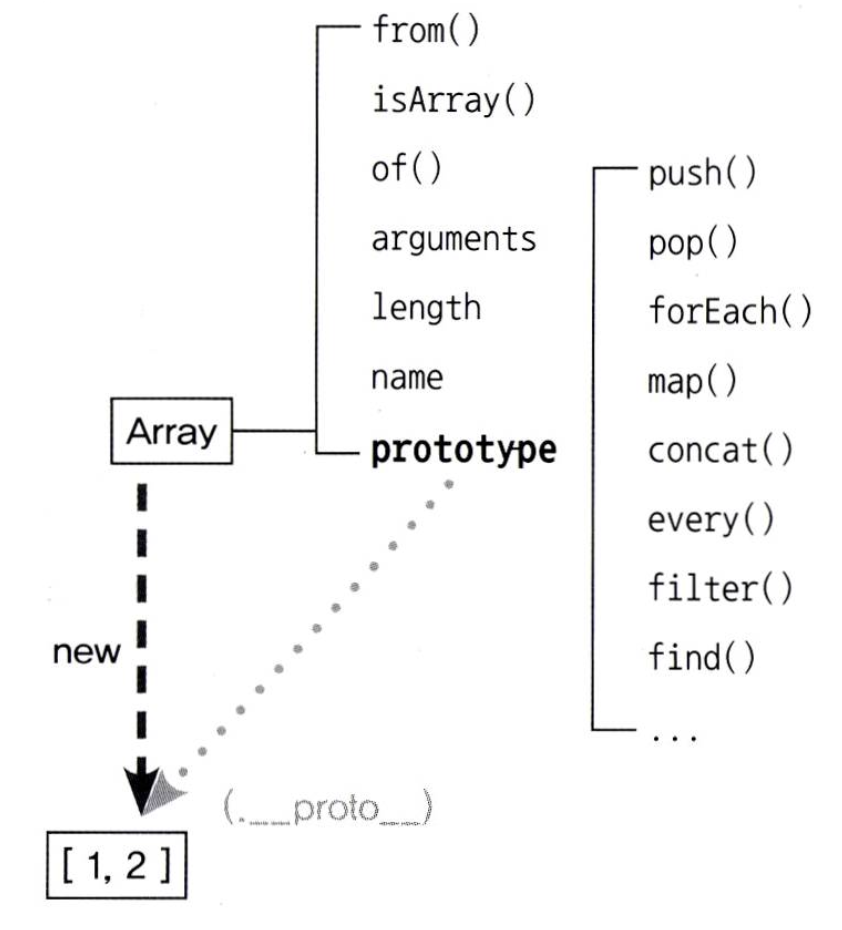 from()
isArray()
of()
arguments
length
name
prototype
push()
pop()
forEach()
map()
concat()
every()
filter()
find()
...
Array
new
(.__proto__)
[ 1, 2 ]